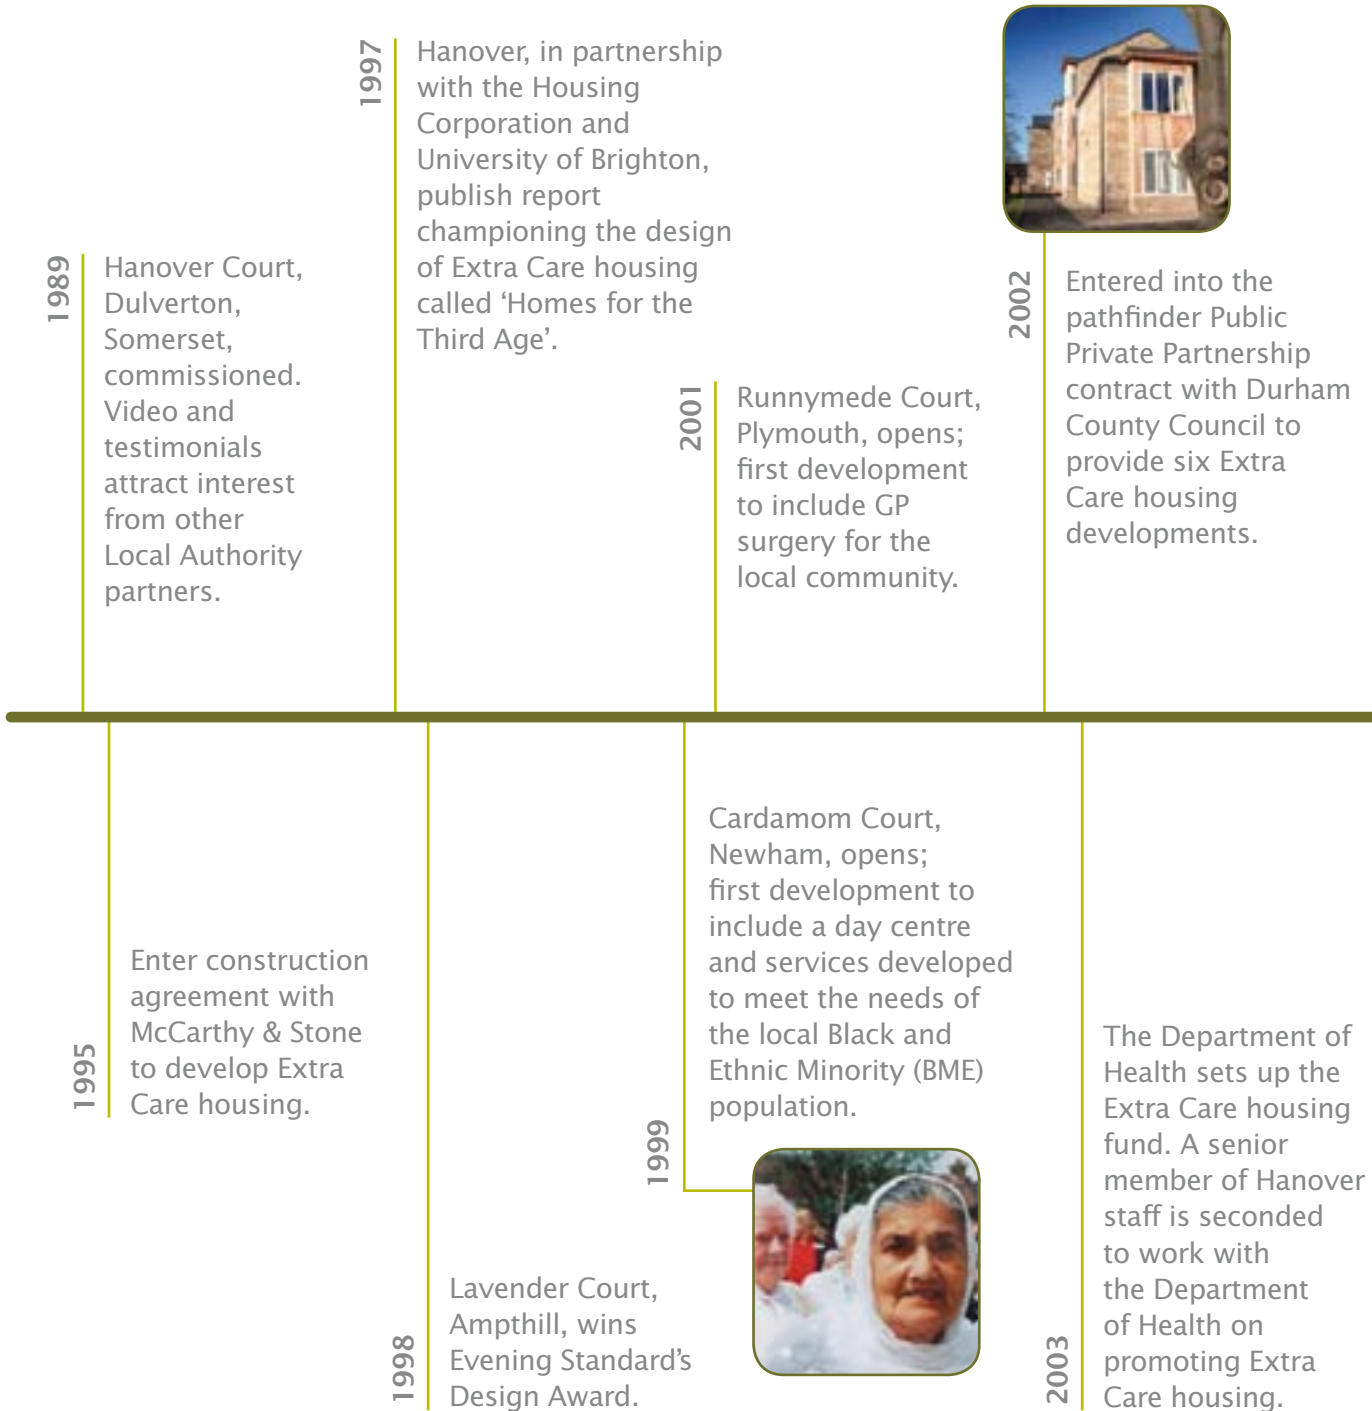 1989
Hanover Court,
Dulverton,
Somerset,
commissioned.
Video and
testimonials
attract interest
from other
Local Authority
partners.
1997
Hanover, in partnership
with the Housing
Corporation and
University of Brighton,
publish report
championing the design
of Extra Care housing
called ‘Homes for the
Third Age’.
2001
Runnymede Court,
Plymouth, opens;
first development
to include GP
surgery for the
local community.
2002
Entered into the
pathfinder Public
Private Partnership
contract with Durham
County Council to
provide six Extra
Care housing
developments.
1995
Enter construction
agreement with
McCarthy & Stone
to develop Extra
Care housing.
1998
Lavender Court,
Ampthill, wins
Evening Standard’s
Design Award.
1999
Cardamom Court,
Newham, opens;
first development to
include a day centre
and services developed
to meet the needs of
the local Black and
Ethnic Minority (BME)
population.
2003
The Department of
Health sets up the
Extra Care housing
fund. A senior
member of Hanover
staff is seconded
to work with
the Department
of Health on
promoting Extra
Care housing.